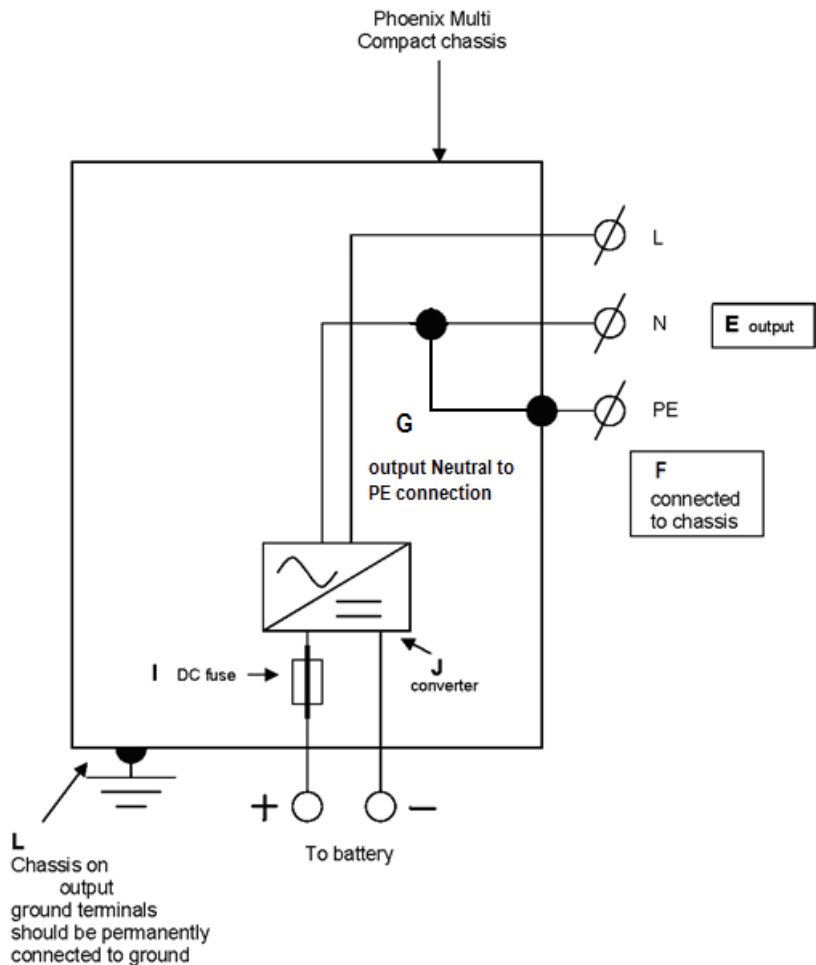 Phoenix Multi
Compact chassis
L
N
E output
PE
G
output Neutral to
PE connection
F
connected
to chassis
I DC fuse
J
converter
+ −
To battery
L
Chassis on
output
ground terminals
should be permanently
connected to ground